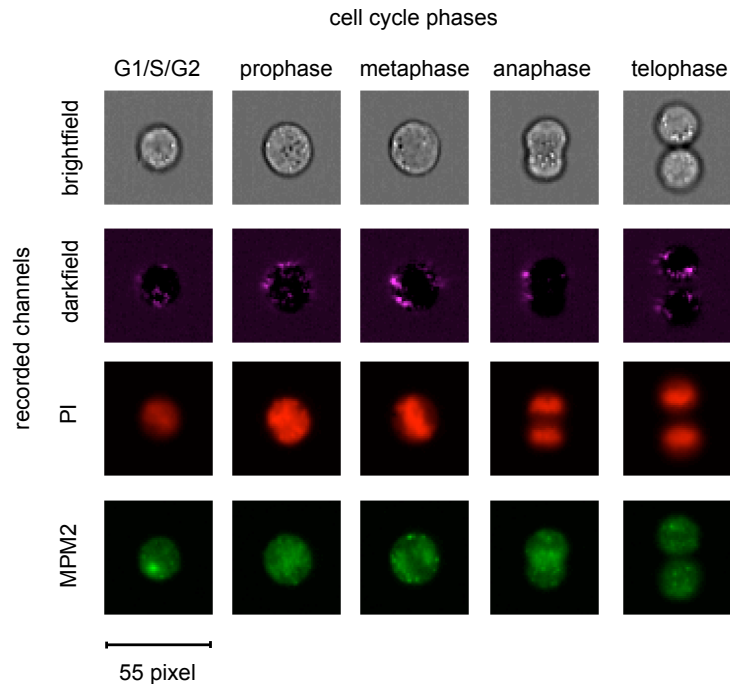 cell cycle phases
G1/S/G2 prophase metaphase anaphase telophase
recorded channels
brightfield
darkfield
PI
MPM2
55 pixel